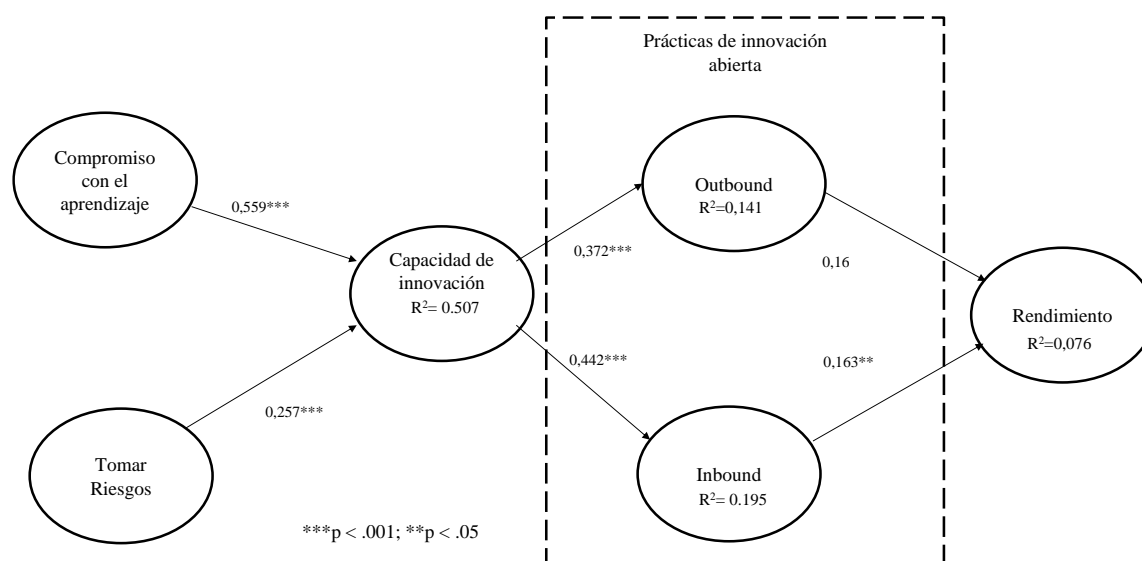 Prácticas de innovación
abierta
Compromiso
con el
aprendizaje
0,559***
Outbound
R²=0,141
Capacidad de
innovación
R²= 0.507
0,372***
0,16
Rendimiento
R²=0,076
0,442***
0,163**
0,257***
Tomar
Riesgos
Inbound
R²= 0.195
***p < .001; **p < .05